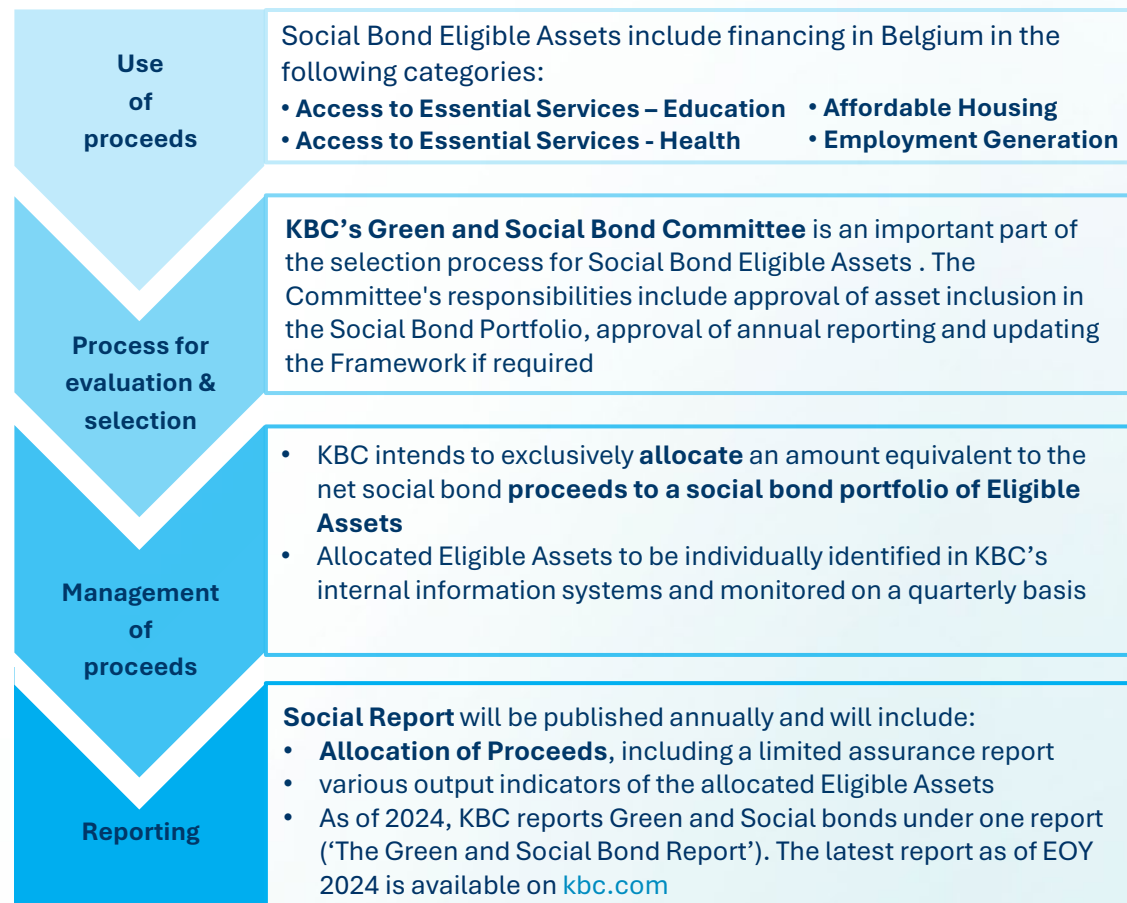 Use
of
proceeds
Social Bond Eligible Assets include financing in Belgium in the
following categories:
• Access to Essential Services – Education
• Access to Essential Services - Health
• Affordable Housing
• Employment Generation
Process for
evaluation &
selection
KBC’s Green and Social Bond Committee is an important part of
the selection process for Social Bond Eligible Assets . The
Committee's responsibilities include approval of asset inclusion in
the Social Bond Portfolio, approval of annual reporting and updating
the Framework if required
Management
of
proceeds
• KBC intends to exclusively allocate an amount equivalent to the
net social bond proceeds to a social bond portfolio of Eligible
Assets
• Allocated Eligible Assets to be individually identified in KBC’s
internal information systems and monitored on a quarterly basis
Reporting
Social Report will be published annually and will include:
• Allocation of Proceeds, including a limited assurance report
• various output indicators of the allocated Eligible Assets
• As of 2024, KBC reports Green and Social bonds under one report
(‘The Green and Social Bond Report’). The latest report as of EOY
2024 is available on kbc.com